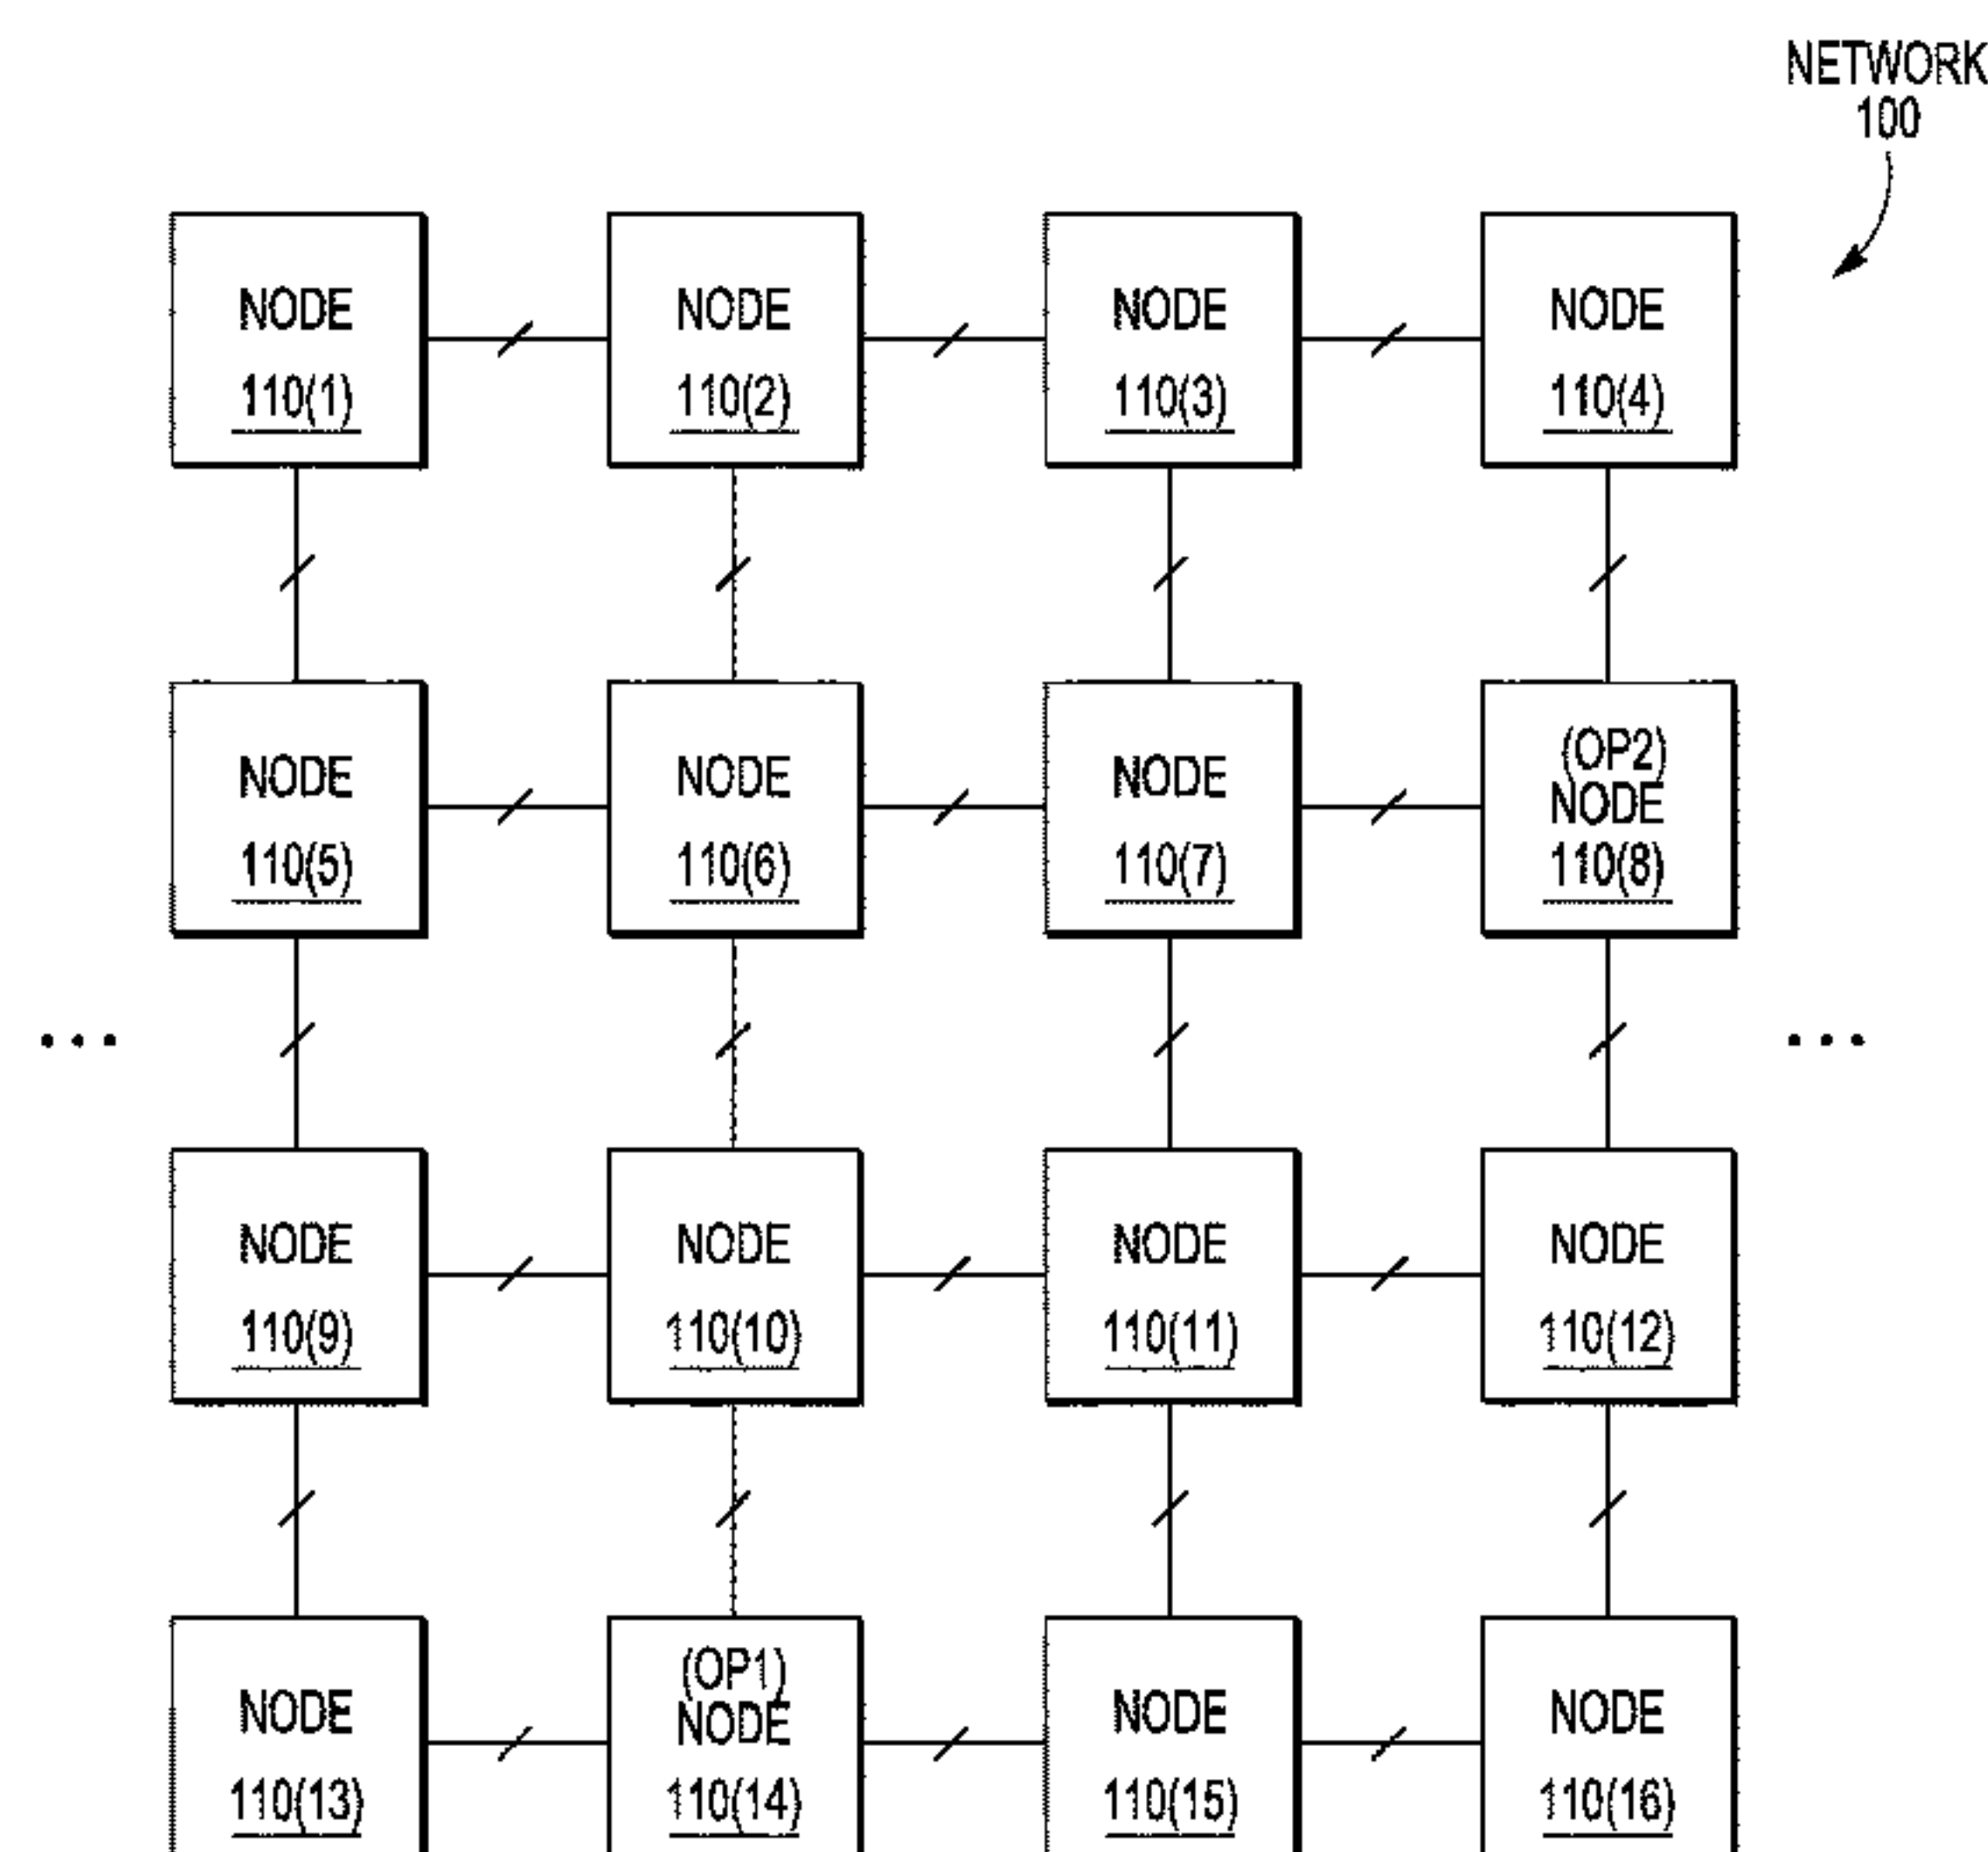 NETWORK
100
NODE
110(1)
NODE
110(2)
NODE
110(3)
NODE
110(4)
NODE
110(5)
NODE
110(6)
NODE
110(7)
(OP2)
NODE
110(8)
• • •
• • •
NODE
110(9)
NODE
110(10)
NODE
110(11)
NODE
110(12)
NODE
110(13)
(OP1)
NODE
110(14)
NODE
110(15)
NODE
110(16)